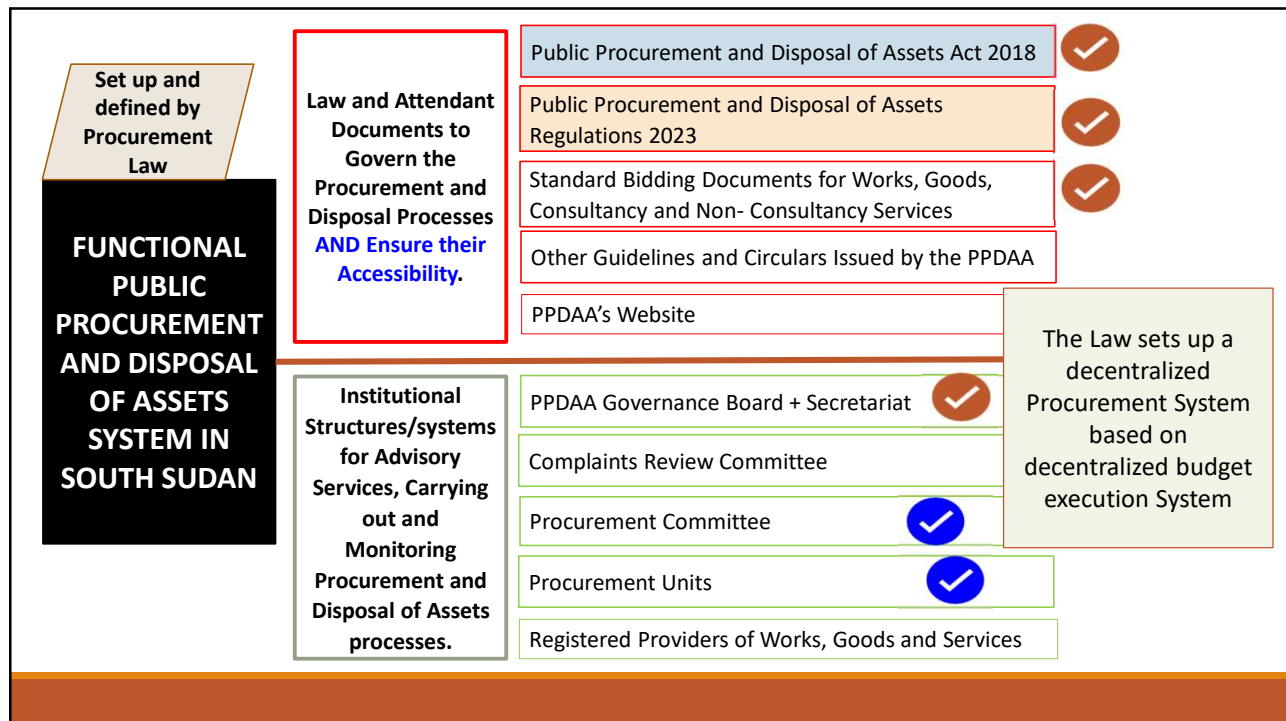 Set up and
defined by
Procurement
Law
FUNCTIONAL
PUBLIC
PROCUREMENT
AND DISPOSAL
OF ASSETS
SYSTEM IN
SOUTH SUDAN
Law and Attendant
Documents to
Govern the
Procurement and
Disposal Processes
AND Ensure their
Accessibility.
Public Procurement and Disposal of Assets Act 2018
Public Procurement and Disposal of Assets
Regulations 2023
Standard Bidding Documents for Works, Goods,
Consultancy and Non- Consultancy Services
Other Guidelines and Circulars Issued by the PPDAA
PPDAA's Website
Institutional
Structures/systems
for Advisory
Services, Carrying
out and
Monitoring
Procurement and
Disposal of Assets
processes.
PPDAA Governance Board + Secretariat
Complaints Review Committee
Procurement Committee
Procurement Units
Registered Providers of Works, Goods and Services
The Law sets up a
decentralized
Procurement System
based on
decentralized budget
execution System